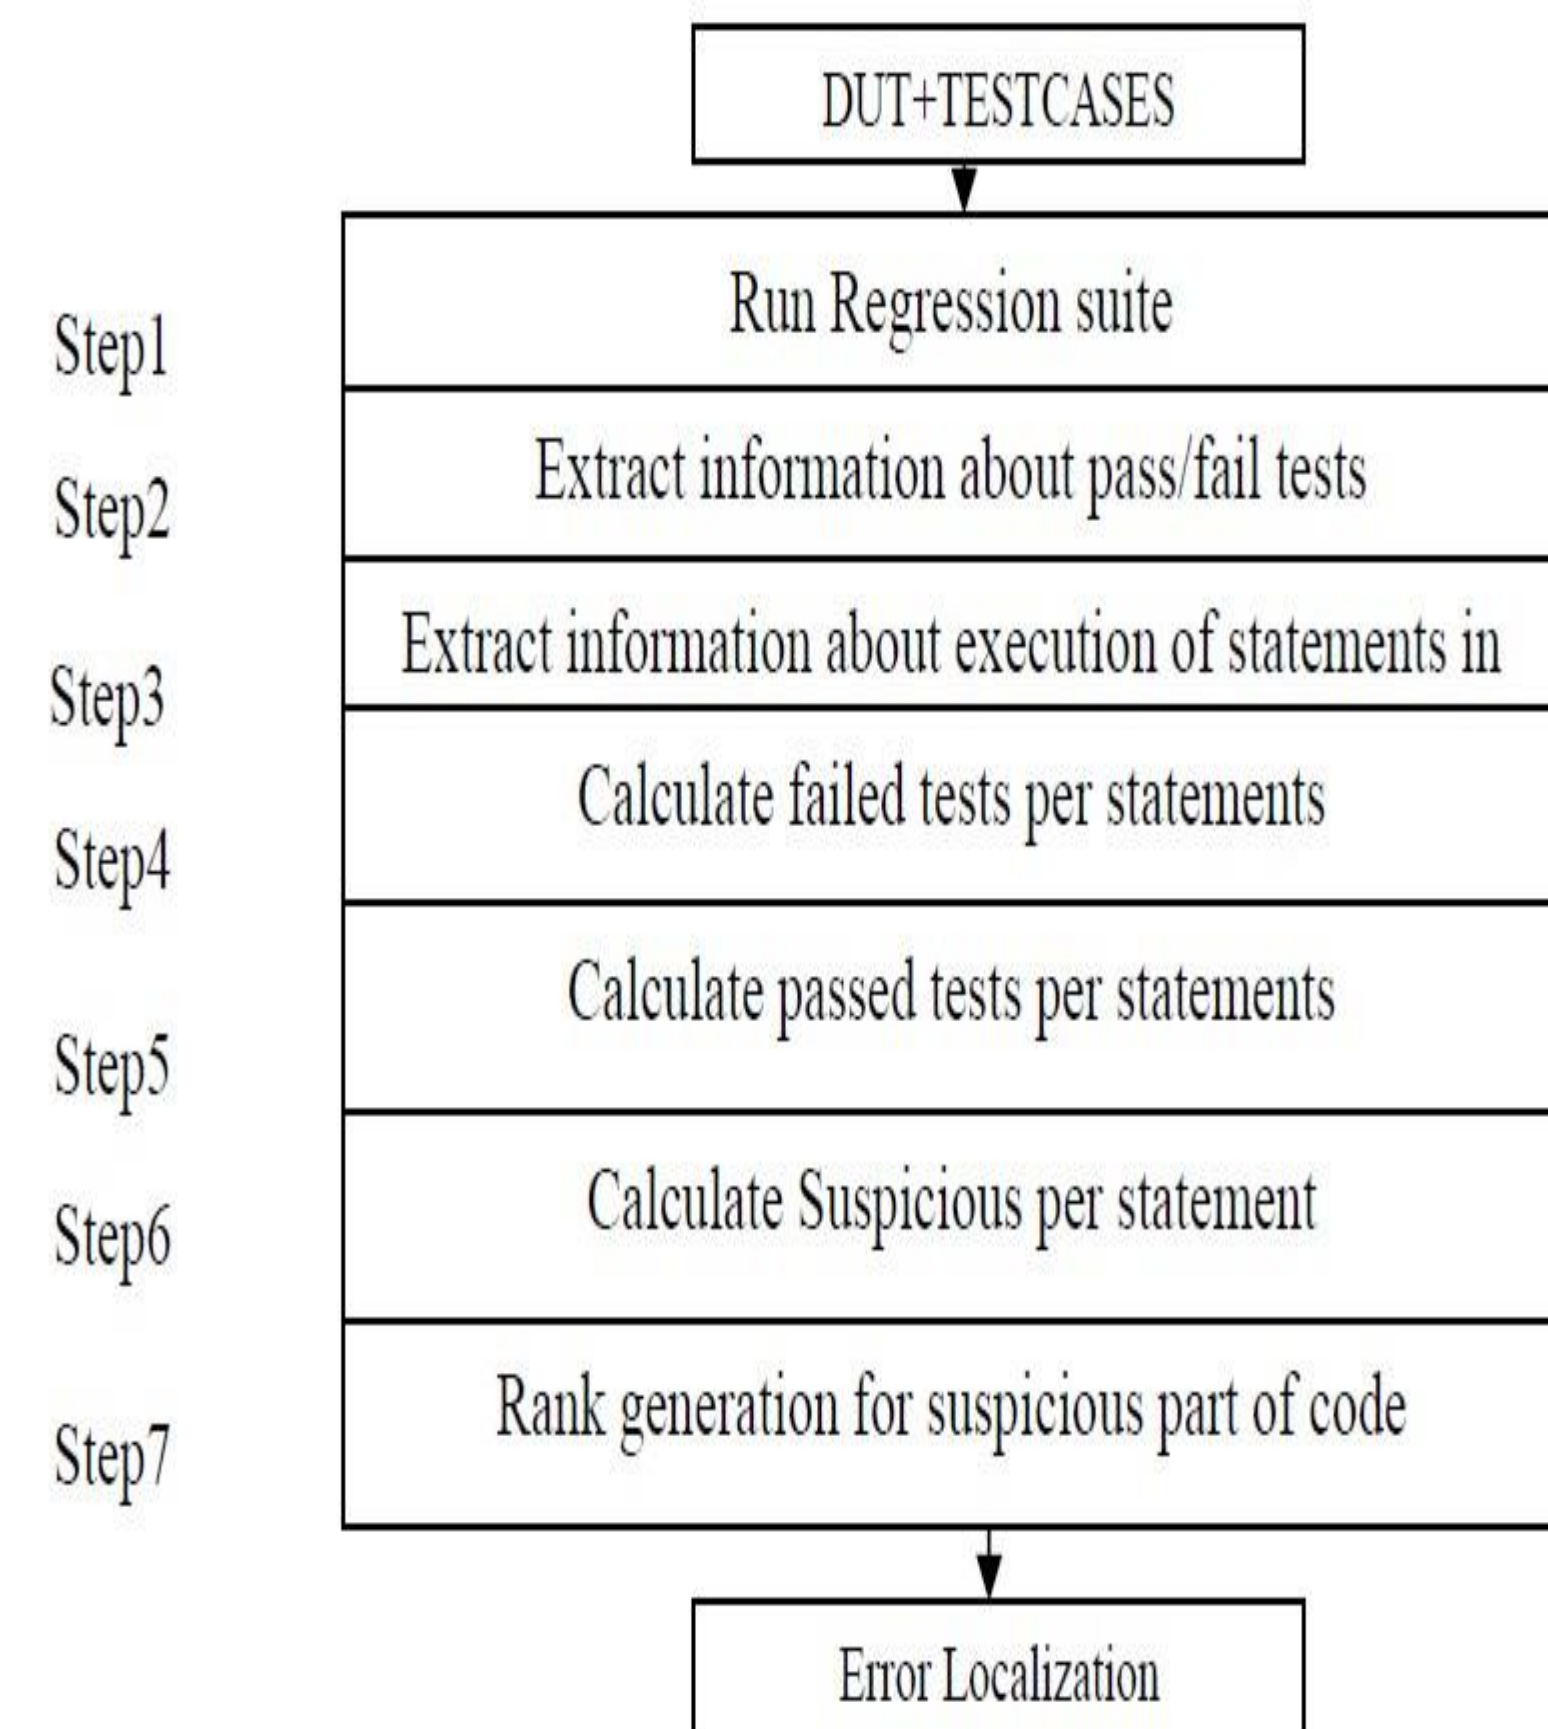 DUT+TESTCASES
Step1
Run Regression suite
Step2
Extract information about pass/fail tests
Step3
Extract information about execution of statements in
Step4
Calculate failed tests per statements
Step5
Calculate passed tests per statements
Step6
Calculate Suspicious per statement
Step7
Rank generation for suspicious part of code
Error Localization